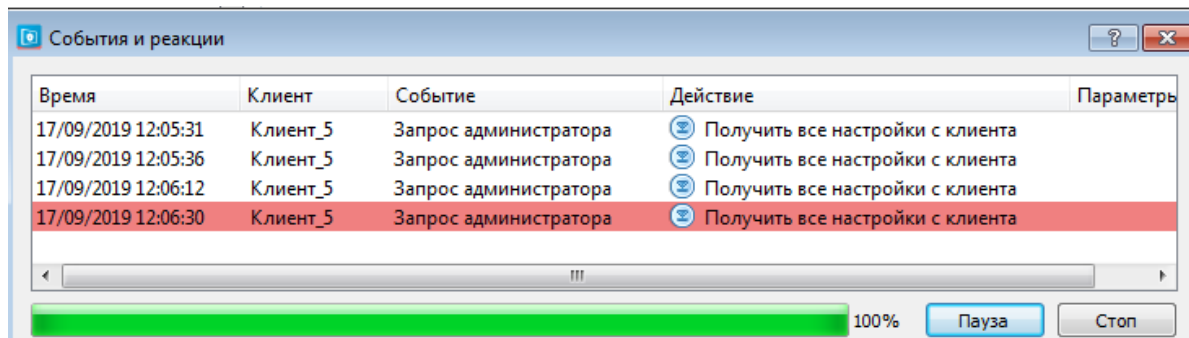 События и реакции
Время Клиент Событие Действие Параметры
17/09/2019 12:05:31 Клиент_5 Запрос администратора Получить все настройки с клиента
17/09/2019 12:05:36 Клиент_5 Запрос администратора Получить все настройки с клиента
17/09/2019 12:06:12 Клиент_5 Запрос администратора Получить все настройки с клиента
17/09/2019 12:06:30 Клиент_5 Запрос администратора Получить все настройки с клиента
100% Пауза Стоп